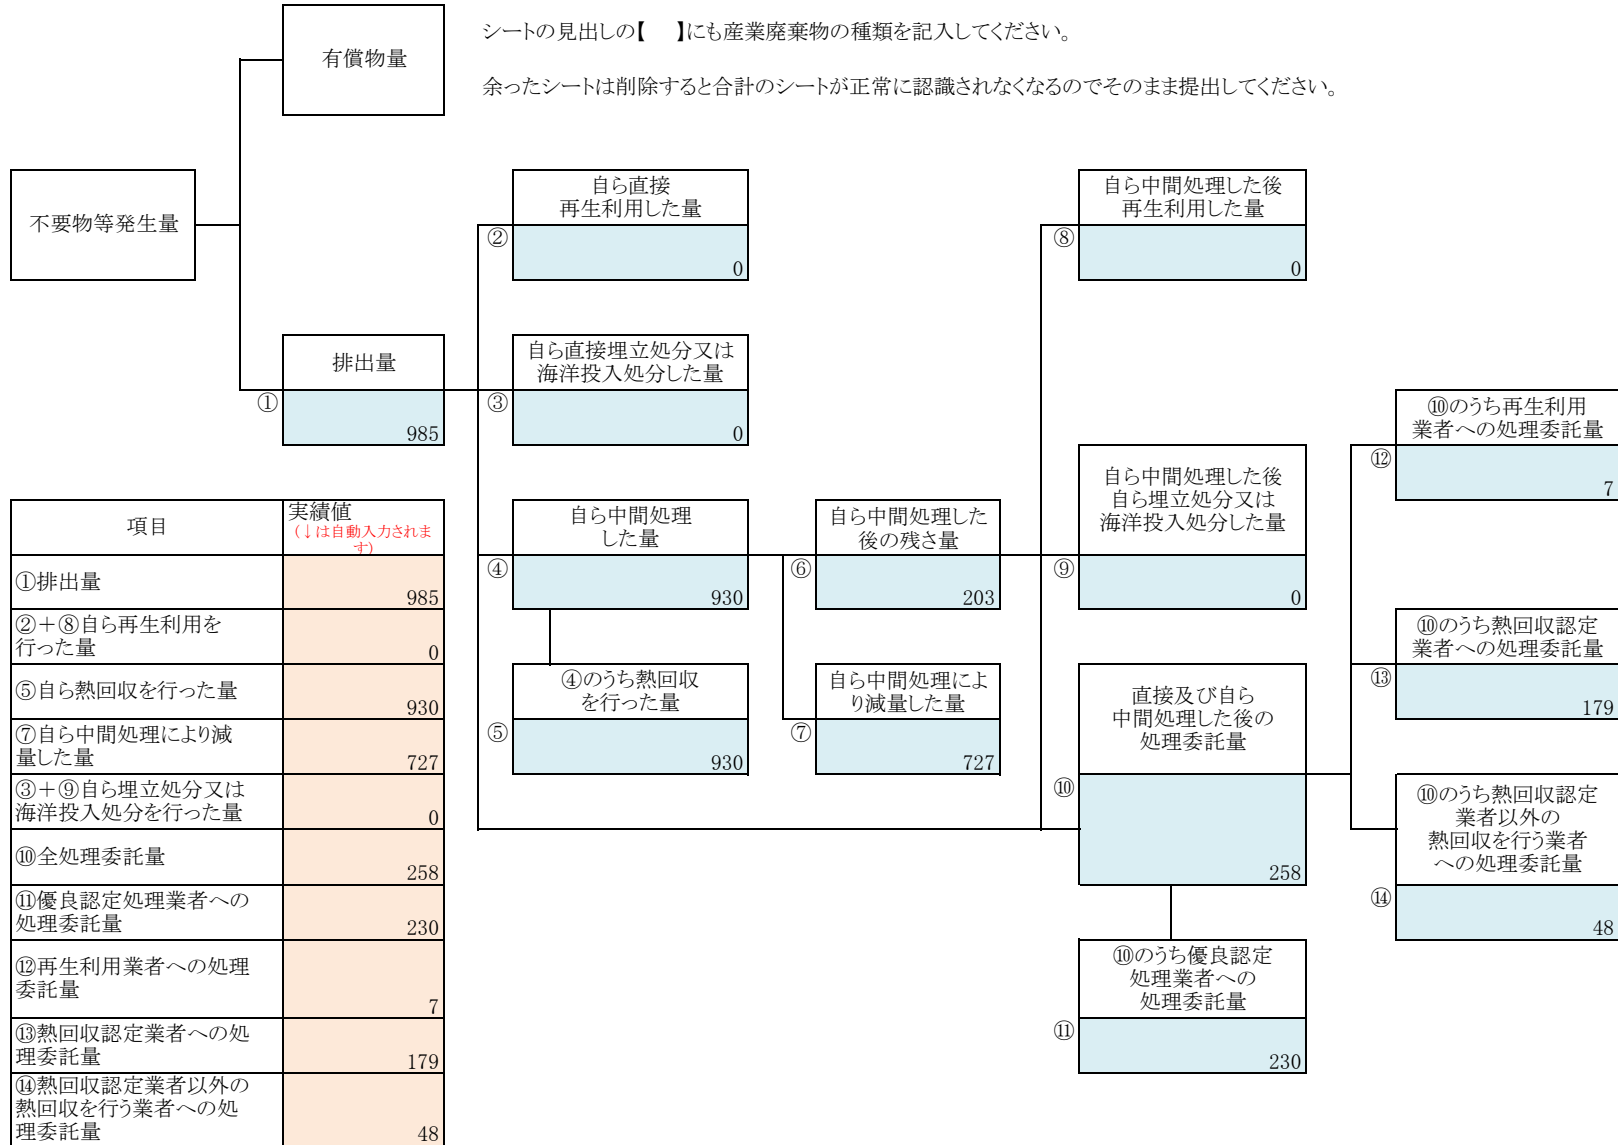 シートの見出しの【　】にも産業廃棄物の種類を記入してください。
有償物量
余ったシートは削除すると合計のシートが正常に認識されなくなるのでそのまま提出してください。
不要物等発生量
自ら直接
再生利用した量
②
0
自ら中間処理した後
再生利用した量
⑧
0
排出量
①
985
自ら直接埋立処分又は
海洋投入処分した量
③
0
⑩のうち再生利用
業者への処理委託量
⑫
7
自ら中間処理
した量
④
930
自ら中間処理した
後の残さ量
⑥
203
自ら中間処理した後
自ら埋立処分又は
海洋投入処分した量
⑨
0
⑩のうち熱回収認定
業者への処理委託量
⑬
179
④のうち熱回収
を行った量
⑤
930
自ら中間処理によ
り減量した量
⑦
727
直接及び自ら
中間処理した後の
処理委託量
⑩
258
⑩のうち熱回収認定
業者以外の
熱回収を行う業者
への処理委託量
⑭
48
⑩のうち優良認定
処理業者への
処理委託量
⑪
230
項目
実績値
(↓は自動入力されま
す)
①排出量
985
②＋⑧自ら再生利用を
行った量
0
⑤自ら熱回収を行った量
930
⑦自ら中間処理により減
量した量
727
③＋⑨自ら埋立処分又は
海洋投入処分を行った量
0
⑩全処理委託量
258
⑪優良認定処理業者への
処理委託量
230
⑫再生利用業者への処理
委託量
7
⑬熱回収認定業者への処
理委託量
179
⑭熱回収認定業者以外の
熱回収を行う業者への処
理委託量
48